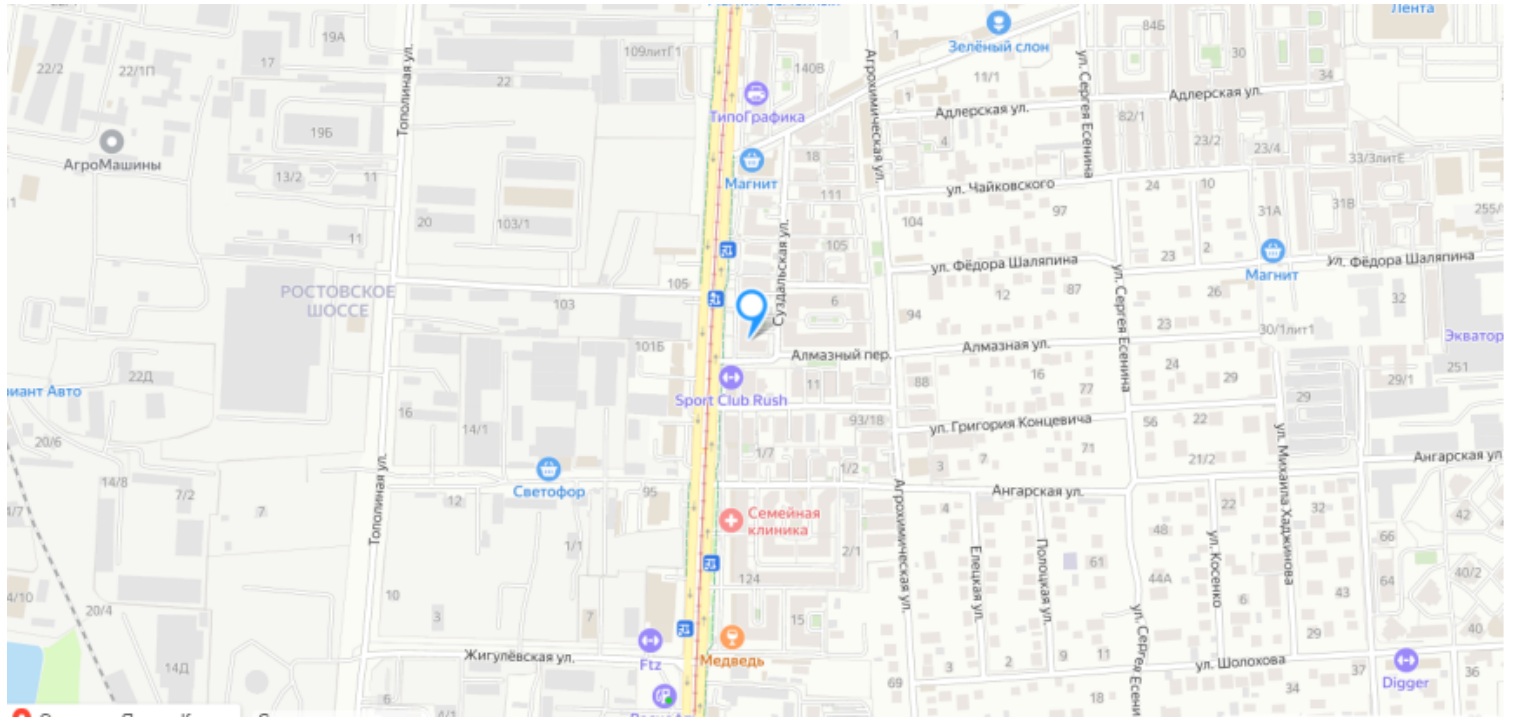 Лента
19А
109литГ1
1
Зелёный слон
84Б
22/2
22/1П
17
22
140В
11/1
30
34
ТипоГрафика
Тополиная ул.
Агрохимическая ул.
ул. Сергея Есенина
Адлерская ул.
Адлерская ул.
1
82/1
19Б
4
23/2
23/4
АгроМашины
18
33/3литЕ
13/2
11
Магнит
111
ул. Чайковского
24
10
31А
31В
255/
1
20
103/1
104
97
11
105
Суздальская ул.
23
2
Магнит
ул. Фёдора Шаляпина
ул. Фёдора Шаляпина
РОСТОВСКОЕ
ШОССЕ
105
103
6
12
87
26
32
94
23
30/1лит1
Экватор
ул. Сергея Есенина
101Б
Алмазный пер.
Алмазная ул.
22Д
24
251
16
77
29
29/1
88
11
риант Авто
Sport Club Rush
29
16
14/1
93/18
ул. Григория Концевича
56
22
20/6
1/7
71
21/2
Ангарская ул
1/2
3
7
ул. Михаила Хаджинова
Светофор
14/8
7/2
12
95
Ангарская ул.
4/7
7
Тополиная ул.
Семейная
клиника
Агрохимическая ул.
4
22
32
42
48
66
1/1
2/1
Елецкая ул.
Полоцкая ул.
61
ул. Косенко
124
44А
43
64
40/2
4/10
20/4
10
3
7
15
6
29
40
ул. Сергея Есени
Жигулёвская ул.
Ftz
Медведь
14Д
3
2
9
11
ул. Шолохова
37
36
Digger
6
4/1
69
18
34